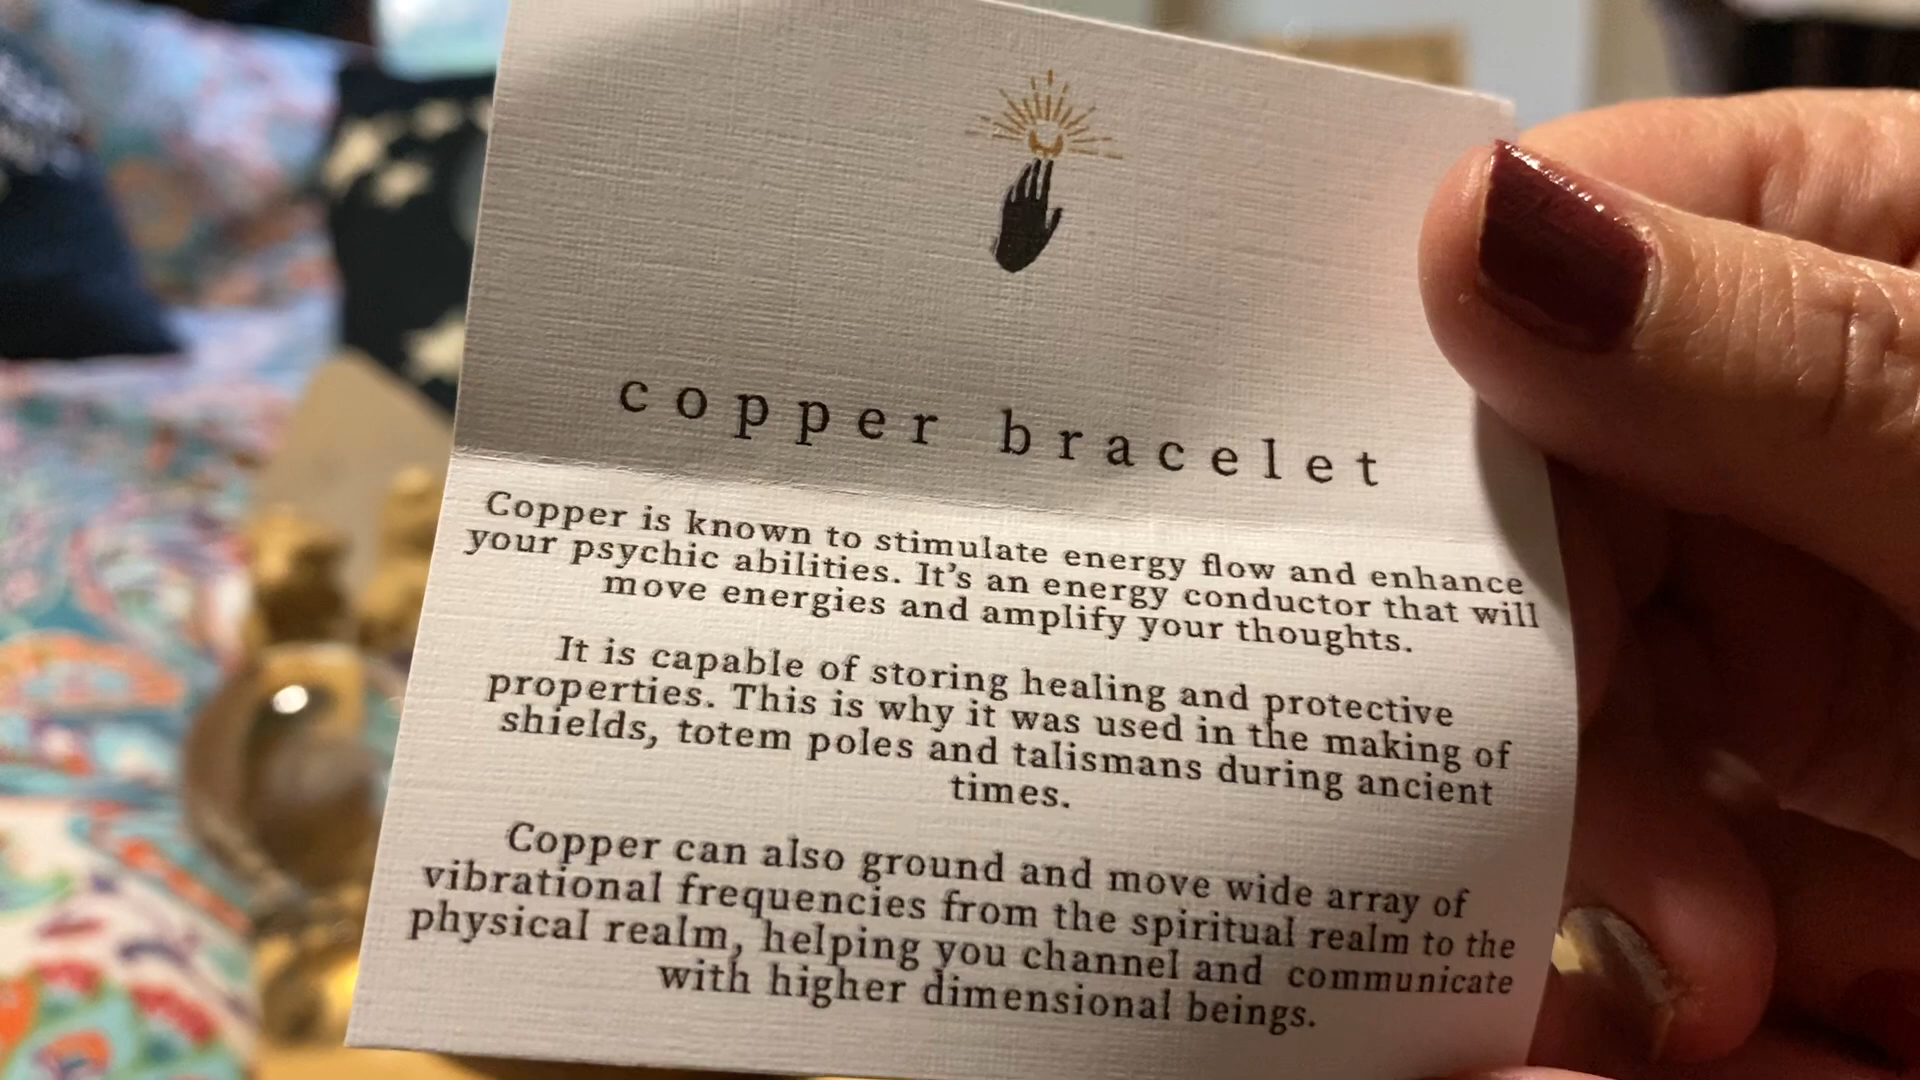 copper bracelet
Copper is known to stimulate energy flow and enhance
your psychic abilities. It's an energy conductor that will
move energies and amplify your thoughts.
It is capable of storing healing and protective
properties. This is why it was used in the making of
shields, totem poles and talismans during ancient
times.
Copper can also ground and move wide array of
vibrational frequencies from the spiritual realm to the
physical realm, helping you channel and communicate
with higher dimensional beings.